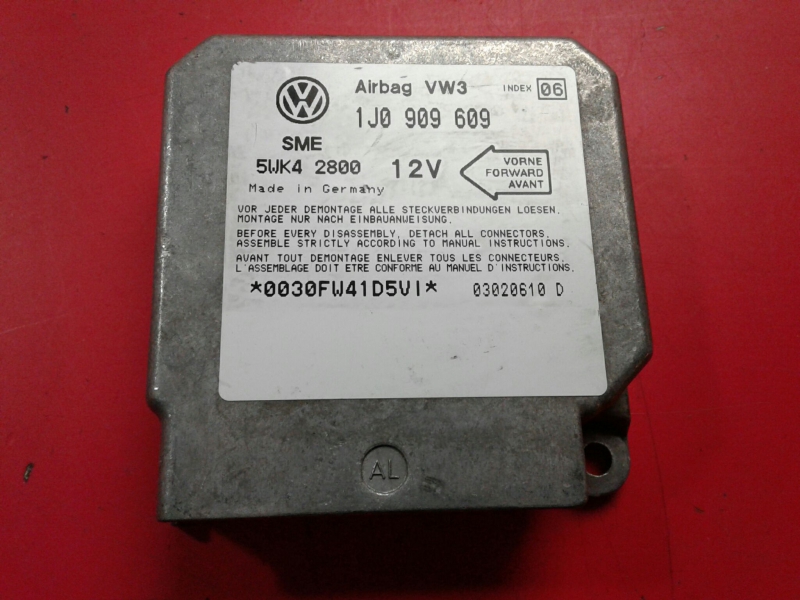 Airbag VW3 INDEX 06
1J0 909 609
SME
5WK4 2800 12V
VORNE
FORWARD
AVANT
Made in Germany
VOR JEDER DEMONTAGE ALLE STECKVERBINDUNGEN LOESEN.
MONTAGE NUR NACH EINBAUANWEISUNG.
BEFORE EVERY DISASSEMBLY, DETACH ALL CONNECTORS.
ASSEMBLE STRICTLY ACCORDING TO MANUAL INSTRUCTIONS.
AVANT TOUT DEMONTAGE ENLEVER TOUS LES CONNECTEURS.
L'ASSEMBLAGE DOIT ETRE CONFORME AU MANUEL D'INSTRUCTIONS.
*0030FW41D5VI* 03020610 D
AL